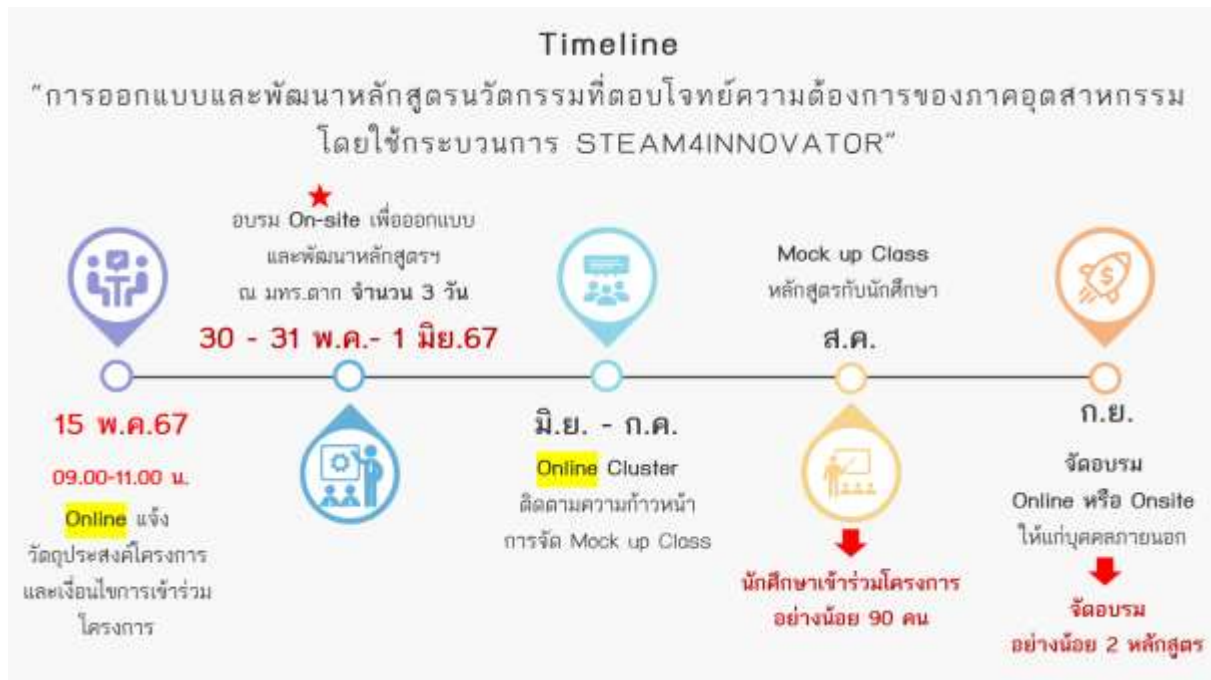 Timeline
"การออกแบบและพัฒนาหลักสูตรนวัตกรรมที่ตอบโจทย์ความต้องการของภาคอุตสาหกรรม
โดยใช้กระบวนการ STEAM4INNOVATOR"
15 พ.ค.67
09.00-11.00 น.
Online แจ้ง
วัตถุประสงค์โครงการ
และเงื่อนไขการเข้าร่วม
โครงการ
อบรม On-site เพื่อออกแบบ
และพัฒนาหลักสูตรฯ
ณ มทร.ตาก จำนวน 3 วัน
30 - 31 พ.ค.- 1 มิย.67
มิ.ย. - ก.ค.
Online Cluster
ติดตามความก้าวหน้า
การจัด Mock up Class
Mock up Class
หลักสูตรกับนักศึกษา
ส.ค.
นักศึกษาเข้าร่วมโครงการ
อย่างน้อย 90 คน
ก.ย.
จัดอบรม
Online หรือ Onsite
ให้แก่บุคคลภายนอก
จัดอบรม
อย่างน้อย 2 หลักสูตร